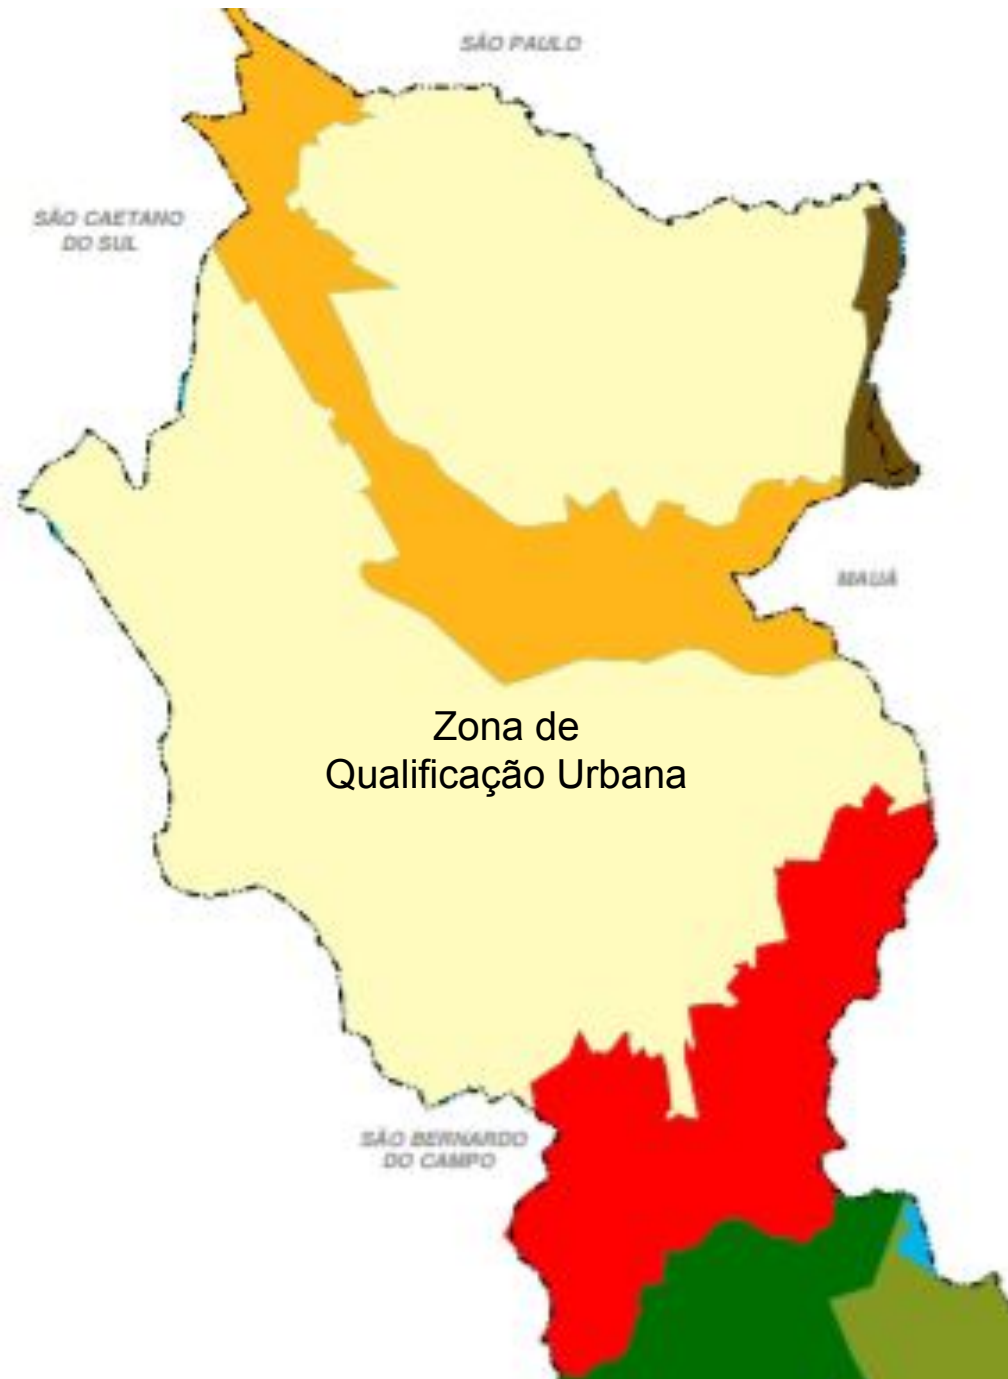 SÃO PAULO
SÃO CAETANO
DO SUL
MAUÁ
Zona de
Qualificação Urbana
SÃO BERNARDO
DO CAMPO